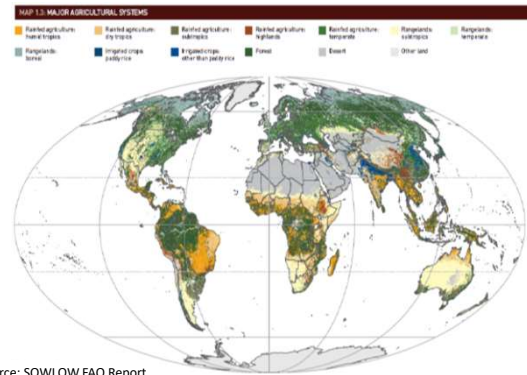 MAP 1.3: MAJOR AGRICULTURAL SYSTEMS
Rainfed agriculture: humid tropics
Rainfed agriculture: dry tropics
Rainfed agriculture: subtropics
Rainfed agriculture: highlands
Rainfed agriculture: temperate
Rangelands: subtropics
Rangelands: temperate
Rangelands: boreal
Irrigated crops: paddy rice
Irrigated crops: other than paddy rice
Forest
Desert
Other land
rce: SOWLOW FAO Report